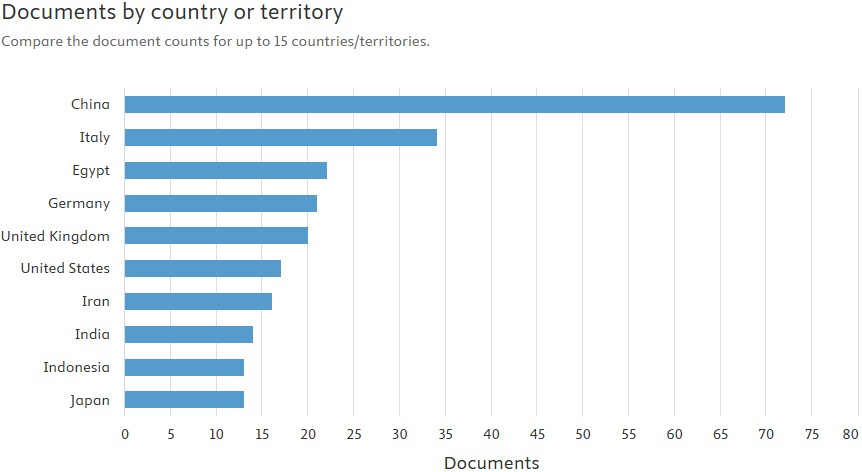 Documents by country or territory
Compare the document counts for up to 15 countries/territories.
China
Italy
Egypt
Germany
United Kingdom
United States
Iran
India
Indonesia
Japan
0 5 10 15 20 25 30 35 40 45 50 55 60 65 70 75 80
Documents